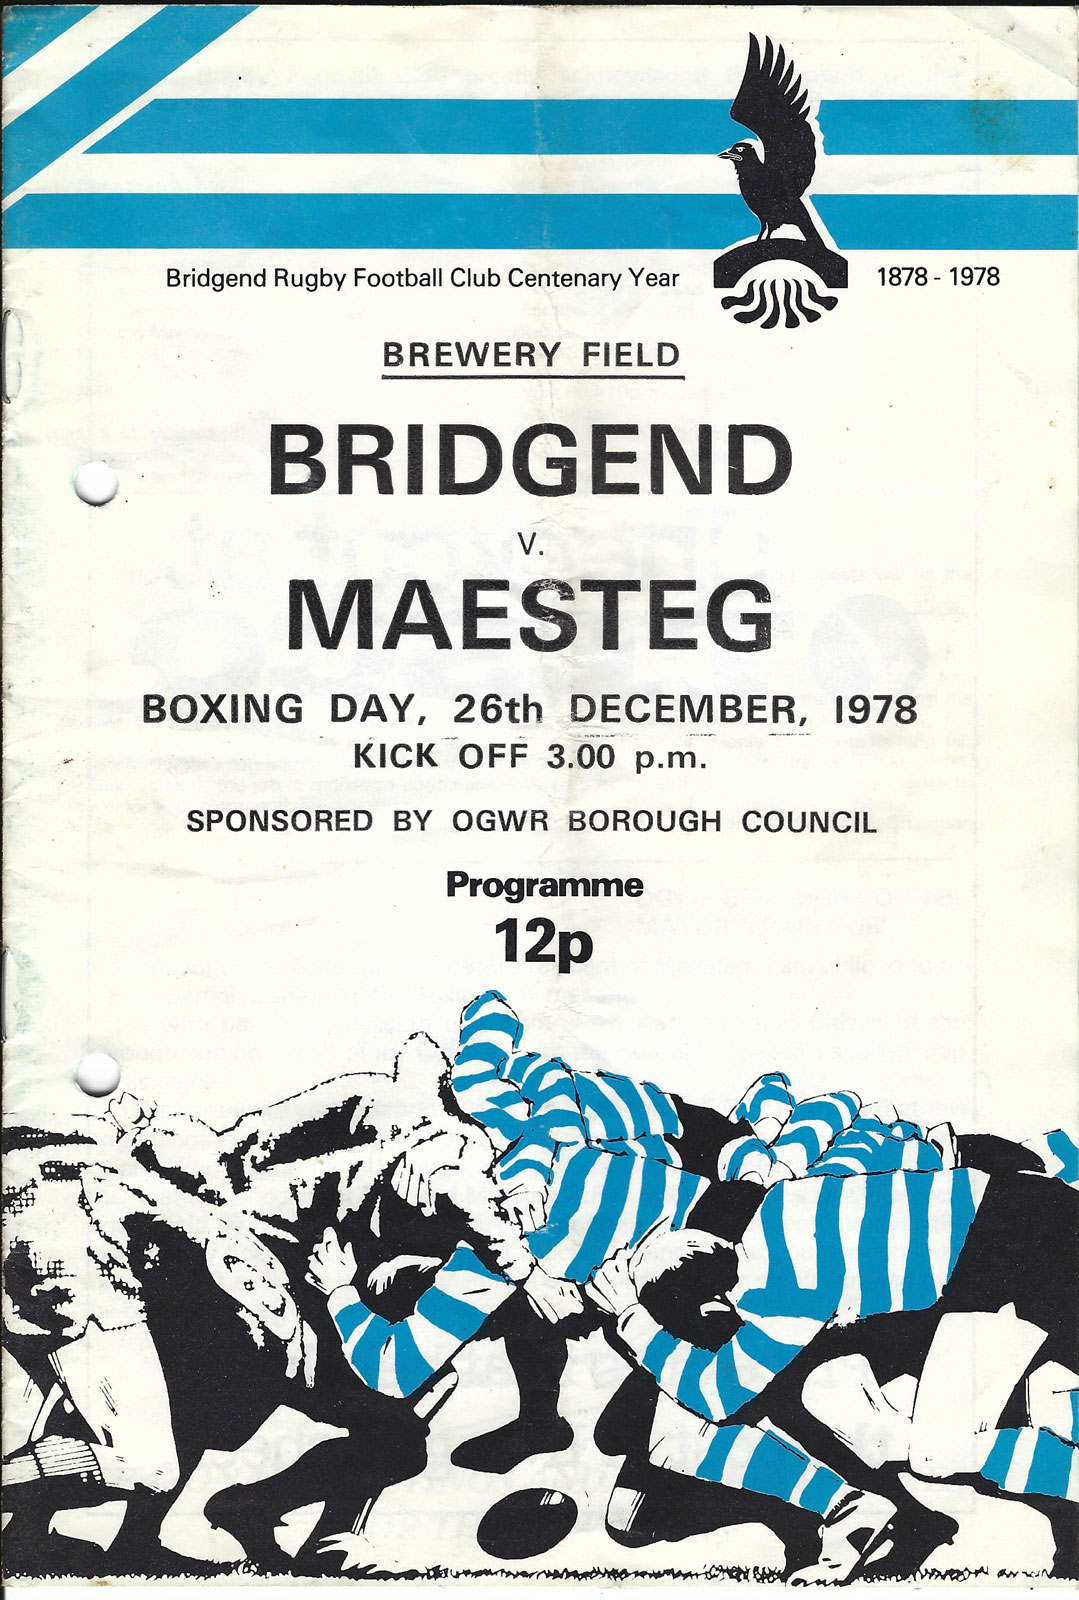 Bridgend Rugby Football Club Centenary Year 1878 - 1978
BREWERY FIELD
BRIDGEND
V.
MAESTEG
BOXING DAY, 26th DECEMBER, 1978
KICK OFF 3.00 p.m.
SPONSORED BY OGWR BOROUGH COUNCIL
Programme
12p